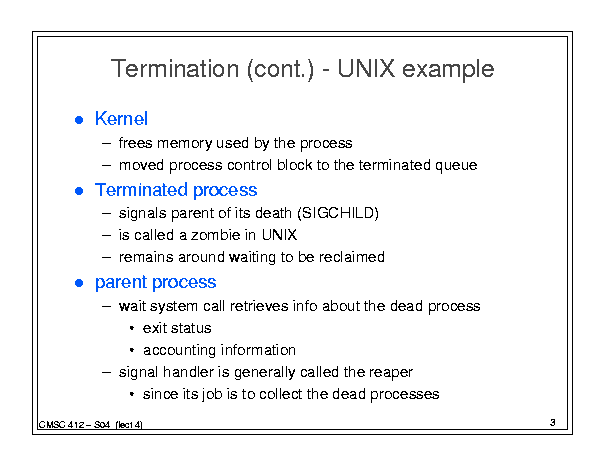 Termination (cont.) - UNIX example
● Kernel
– frees memory used by the process
– moved process control block to the terminated queue
● Terminated process
– signals parent of its death (SIGCHILD)
– is called a zombie in UNIX
– remains around waiting to be reclaimed
● parent process
– wait system call retrieves info about the dead process
• exit status
• accounting information
– signal handler is generally called the reaper
• since its job is to collect the dead processes
CMSC 412 – S04 (lect 4)
3